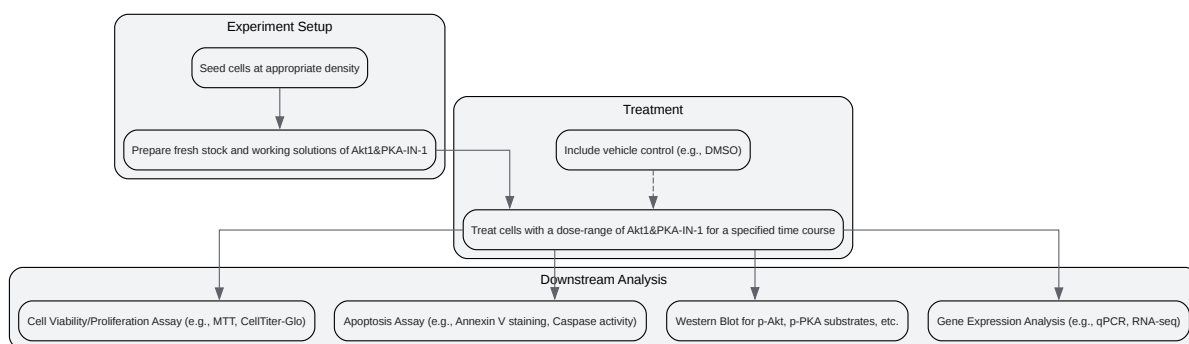 Experiment Setup
Seed cells at appropriate density
Prepare fresh stock and working solutions of Akt1&PKA-IN-1
Treatment
Include vehicle control (e.g., DMSO)
Treat cells with a dose-range of Akt1&PKA-IN-1 for a specified time course
Downstream Analysis
Cell Viability/Proliferation Assay (e.g., MTT, CellTiter-Glo)
Apoptosis Assay (e.g., Annexin V staining, Caspase activity)
Western Blot for p-Akt, p-PKA substrates, etc.
Gene Expression Analysis (e.g., qPCR, RNA-seq)